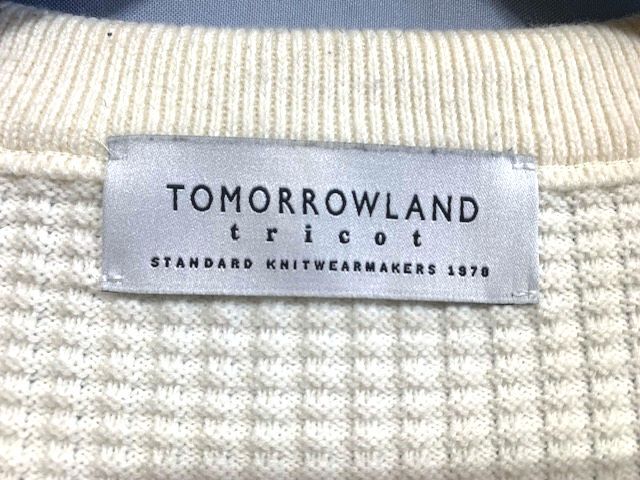 TOMORROWLAND
tricot
STANDARD KNITWEARMAKERS 1978